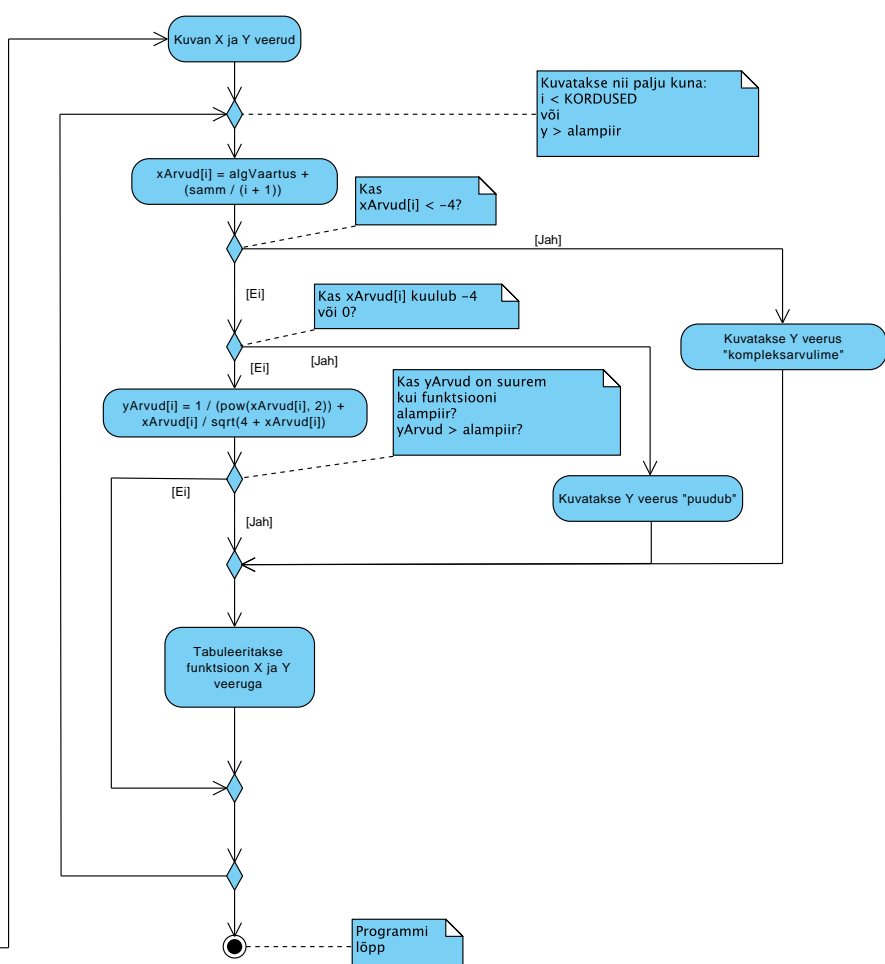 Kuvan X ja Y veerud
Kuvatakse nii palju kuna:
i < KORDUSED
või
y > alampiir
xArvud[i] = algVaartus +
(samm / (i + 1))
Kas
xArvud[i] < -4?
[Jah]
[Ei]
Kas xArvud[i] kuulub -4
või 0?
Kuvatakse Y veerus
"kompleksarvulime"
[Jah]
[Ei]
Kas yArvud on suurem
kui funktsiooni
alampiir?
yArvud > alampiir?
yArvud[i] = 1 / (pow(xArvud[i], 2)) +
xArvud[i] / sqrt(4 + xArvud[i])
[Ei]
Kuvatakse Y veerus "puudub"
[Jah]
Tabuleeritakse
funktsioon X ja Y
veeruga
Programmi
lõpp